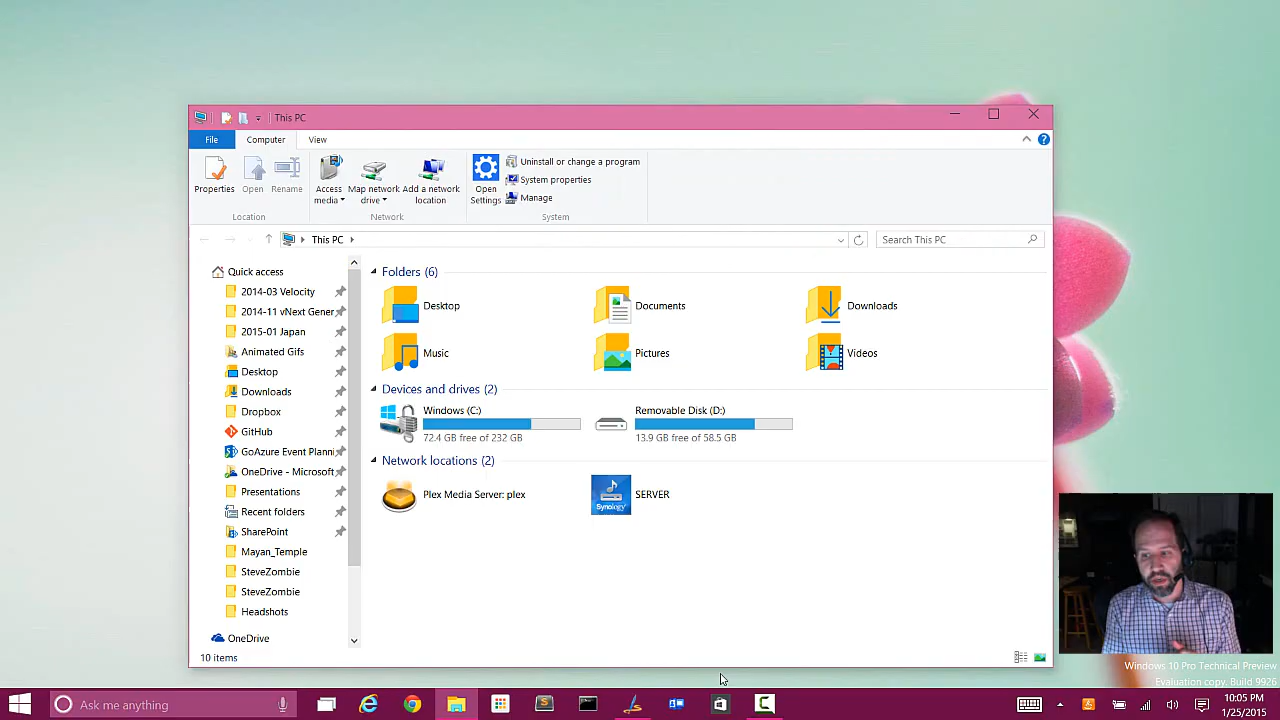 This PC
File
Computer
View
Properties
Open
Rename
Access media
Map network drive
Add a network location
Open Settings
Uninstall or change a program
System properties
Manage
Location
Network
System
This PC
Search This PC
Quick access
2014-03 Velocity
2014-11 vNext Gener
2015-01 Japan
Animated Gifs
Desktop
Downloads
Dropbox
GitHub
GoAzure Event Planni
OneDrive - Microsoft
Presentations
Recent folders
SharePoint
Mayan_Temple
SteveZombie
SteveZombie
Headshots
OneDrive
Folders (6)
Desktop
Documents
Downloads
Music
Pictures
Videos
Devices and drives (2)
Windows (C:)
72.4 GB free of 232 GB
Removable Disk (D:)
13.9 GB free of 58.5 GB
Network locations (2)
Plex Media Server: plex
Synology
SERVER
10 items
Windows 10 Pro Technical Preview
Evaluation copy. Build 9926
Ask me anything
10:05 PM
1/25/2015